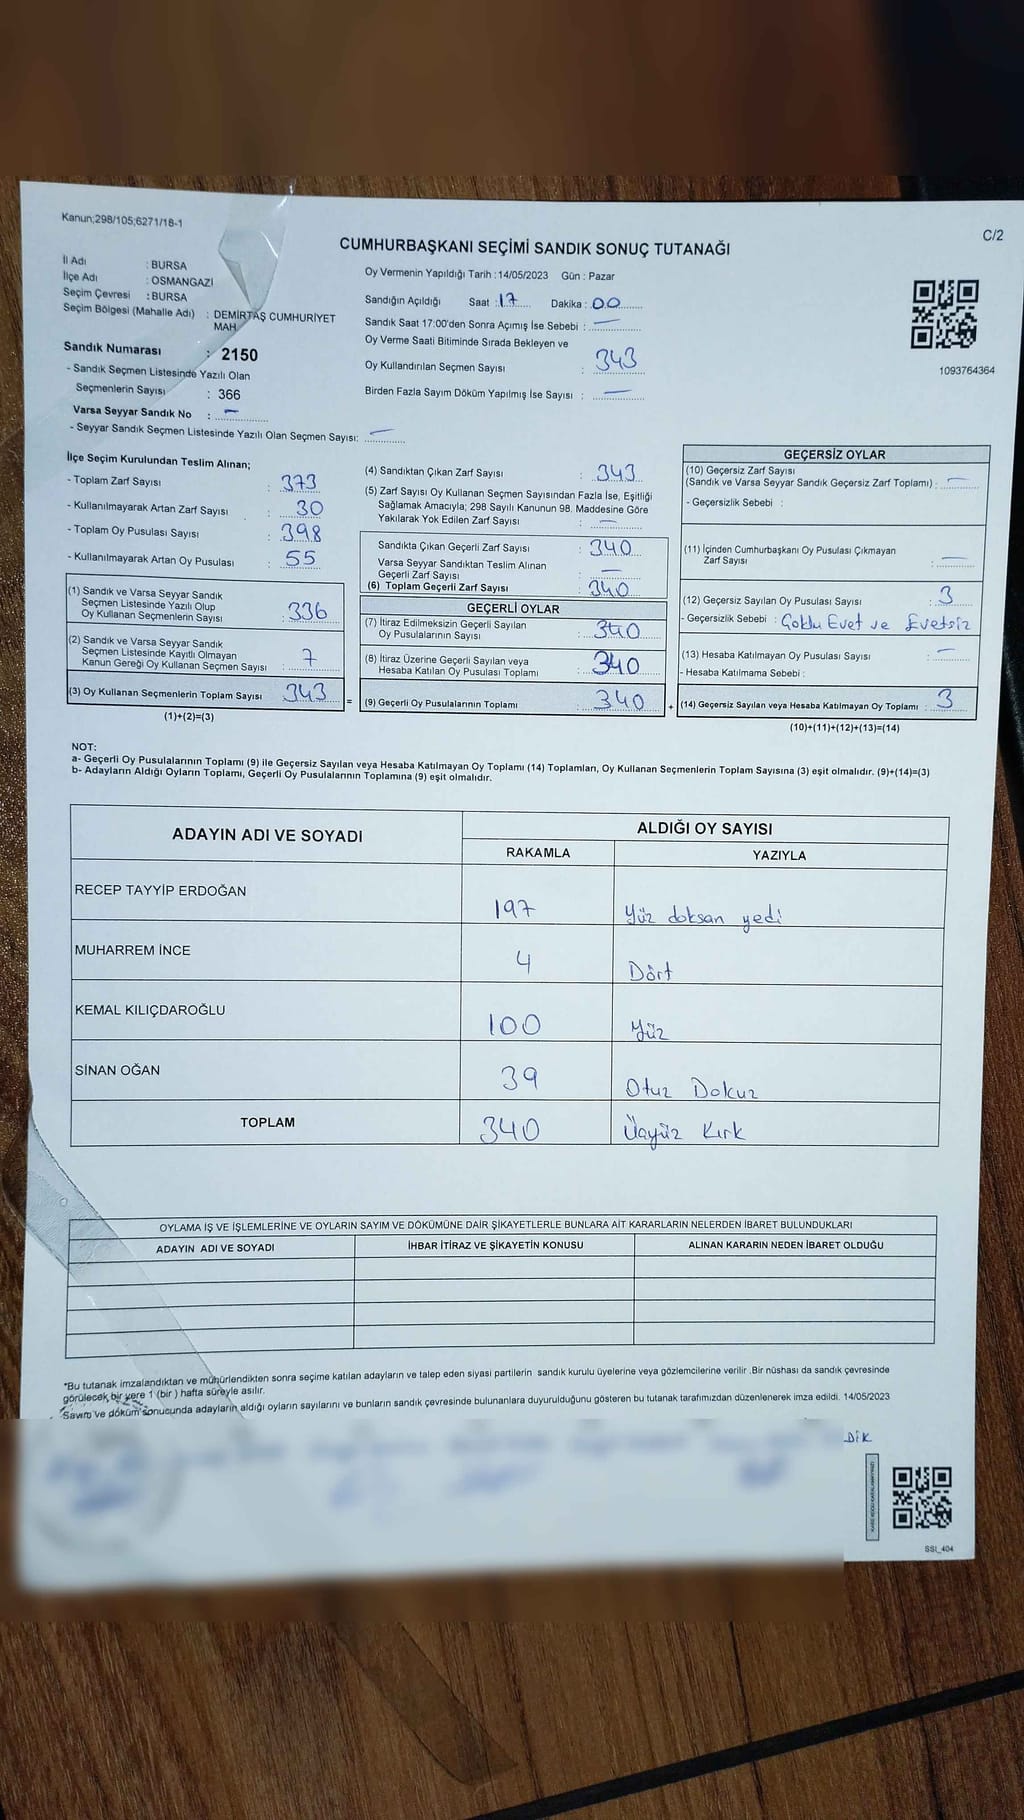 Kanun;298/105;6271/18-1
C/2
CUMHURBAŞKANI SEÇİMİ SANDIK SONUÇ TUTANAĞI
İl Adı : BURSA
İlçe Adı : OSMANGAZİ
Seçim Çevresi : BURSA
Seçim Bölgesi (Mahalle Adı) : DEMİRTAŞ CUMHURİYET
MAH.
Sandık Numarası : 2150
- Sandık Seçmen Listesinde Yazılı Olan
Seçmenlerin Sayısı : 366
Varsa Seyyar Sandık No : —
- Seyyar Sandık Seçmen Listesinde Yazılı Olan Seçmen Sayısı: —
Oy Vermenin Yapıldığı Tarih : 14/05/2023 Gün : Pazar
Sandığın Açıldığı Saat : 17 Dakika : 00
Sandık Saat 17:00'den Sonra Açımış İse Sebebi : —
Oy Verme Saati Bitiminde Sırada Bekleyen ve
Oy Kullandırılan Seçmen Sayısı : 343
Birden Fazla Sayım Döküm Yapılmış İse Sayısı : —
1093764364
İlçe Seçim Kurulundan Teslim Alınan;
- Toplam Zarf Sayısı : 373
- Kullanılmayarak Artan Zarf Sayısı : 30
- Toplam Oy Pusulası Sayısı : 398
- Kullanılmayarak Artan Oy Pusulası : 55
(1) Sandık ve Varsa Seyyar Sandık
Seçmen Listesinde Yazılı Olup
Oy Kullanan Seçmenlerin Sayısı : 336
(2) Sandık ve Varsa Seyyar Sandık
Seçmen Listesinde Kayıtlı Olmayan
Kanun Gereği Oy Kullanan Seçmen Sayısı : 7
(3) Oy Kullanan Seçmenlerin Toplam Sayısı : 343 =
(1)+(2)=(3)
(4) Sandıktan Çıkan Zarf Sayısı : 343
(5) Zarf Sayısı Oy Kullanan Seçmen Sayısından Fazla İse, Eşitliği
Sağlamak Amacıyla; 298 Sayılı Kanunun 98. Maddesine Göre
Yakılarak Yok Edilen Zarf Sayısı : —
Sandıkta Çıkan Geçerli Zarf Sayısı : 340
Varsa Seyyar Sandıktan Teslim Alınan
Geçerli Zarf Sayısı : —
(6) Toplam Geçerli Zarf Sayısı : 340
GEÇERLİ OYLAR
(7) İtiraz Edilmeksizin Geçerli Sayılan
Oy Pusulalarının Sayısı : 340
(8) İtiraz Üzerine Geçerli Sayılan veya
Hesaba Katılan Oy Pusulası Toplamı : 340
(9) Geçerli Oy Pusulalarının Toplamı : 340 +
GEÇERSİZ OYLAR
(10) Geçersiz Zarf Sayısı
(Sandık ve Varsa Seyyar Sandık Geçersiz Zarf Toplamı) : —
- Geçersizlik Sebebi :
(11) İçinden Cumhurbaşkanı Oy Pusulası Çıkmayan
Zarf Sayısı : —
(12) Geçersiz Sayılan Oy Pusulası Sayısı : 3
- Geçersizlik Sebebi : Çoklu Evet ve Evetsiz
(13) Hesaba Katılmayan Oy Pusulası Sayısı : —
- Hesaba Katılmama Sebebi :
(14) Geçersiz Sayılan veya Hesaba Katılmayan Oy Toplamı : 3
(10)+(11)+(12)+(13)=(14)
NOT:
a- Geçerli Oy Pusulalarının Toplamı (9) ile Geçersiz Sayılan veya Hesaba Katılmayan Oy Toplamı (14) Toplamları, Oy Kullanan Seçmenlerin Toplam Sayısına (3) eşit olmalıdır. (9)+(14)=(3)
b- Adayların Aldığı Oyların Toplamı, Geçerli Oy Pusulalarının Toplamına (9) eşit olmalıdır.
ADAYIN ADI VE SOYADI ALDIĞI OY SAYISI
RAKAMLA YAZIYLA
RECEP TAYYİP ERDOĞAN 197 Yüz doksan yedi
MUHARREM İNCE 4 Dört
KEMAL KILIÇDAROĞLU 100 Yüz
SİNAN OĞAN 39 Otuz Dokuz
TOPLAM 340 Üçyüz Kırk
OYLAMA İŞ VE İŞLEMLERİNE VE OYLARIN SAYIM VE DÖKÜMÜNE DAİR ŞİKAYETLERLE BUNLARA AİT KARARLARIN NELERDEN İBARET BULUNDUKLARI
ADAYIN ADI VE SOYADI İHBAR İTİRAZ VE ŞİKAYETİN KONUSU ALINAN KARARIN NEDEN İBARET OLDUĞU
*Bu tutanak imzalandıktan ve mühürlendikten sonra seçime katılan adayların ve talep eden siyasi partilerin sandık kurulu üyelerine veya gözlemcilerine verilir .Bir nüshası da sandık çevresinde
görülecek bir yere 1 (bir ) hafta süreyle asılır.
Sayım ve döküm sonucunda adayların aldığı oyların sayılarını ve bunların sandık çevresinde bulunanlara duyurulduğunu gösteren bu tutanak tarafımızdan düzenlenerek imza edildi. 14/05/2023
DİK
SSI_404